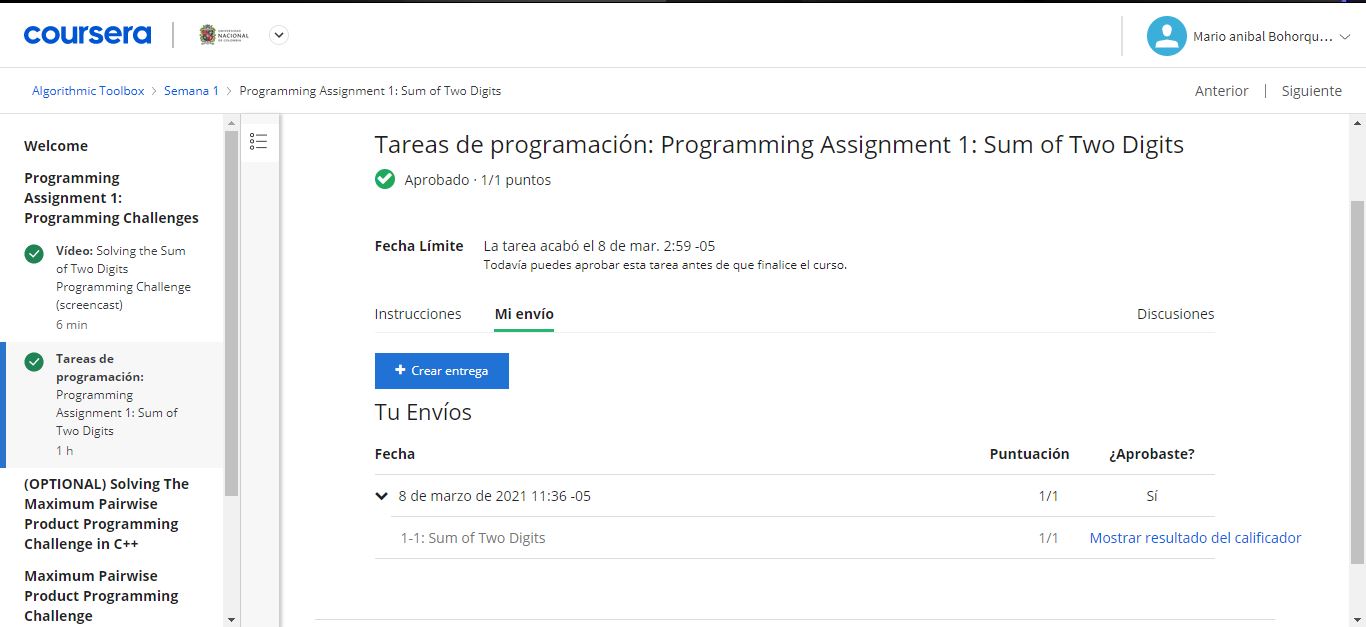 coursera
UNIVERSIDAD
NACIONAL
DE COLOMBIA
Mario anibal Bohorqu...
Algorithmic Toolbox > Semana 1 > Programming Assignment 1: Sum of Two Digits
Anterior | Siguiente
Welcome
Programming
Assignment 1:
Programming Challenges
Vídeo: Solving the Sum
of Two Digits
Programming Challenge
(screencast)
6 min
Tareas de
programación:
Programming
Assignment 1: Sum of
Two Digits
1 h
(OPTIONAL) Solving The
Maximum Pairwise
Product Programming
Challenge in C++
Maximum Pairwise
Product Programming
Challenge
Tareas de programación: Programming Assignment 1: Sum of Two Digits
Aprobado · 1/1 puntos
Fecha Límite La tarea acabó el 8 de mar. 2:59 -05
Todavía puedes aprobar esta tarea antes de que finalice el curso.
Instrucciones Mi envío Discusiones
+ Crear entrega
Tu Envíos
Fecha Puntuación ¿Aprobaste?
8 de marzo de 2021 11:36 -05 1/1 Sí
1-1: Sum of Two Digits 1/1 Mostrar resultado del calificador